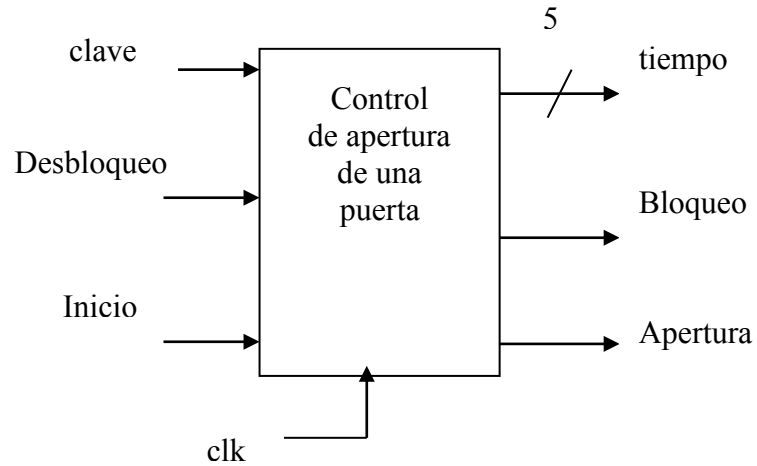 clave
Desbloqueo
Inicio
clk
Control
de apertura
de una
puerta
5
tiempo
Bloqueo
Apertura